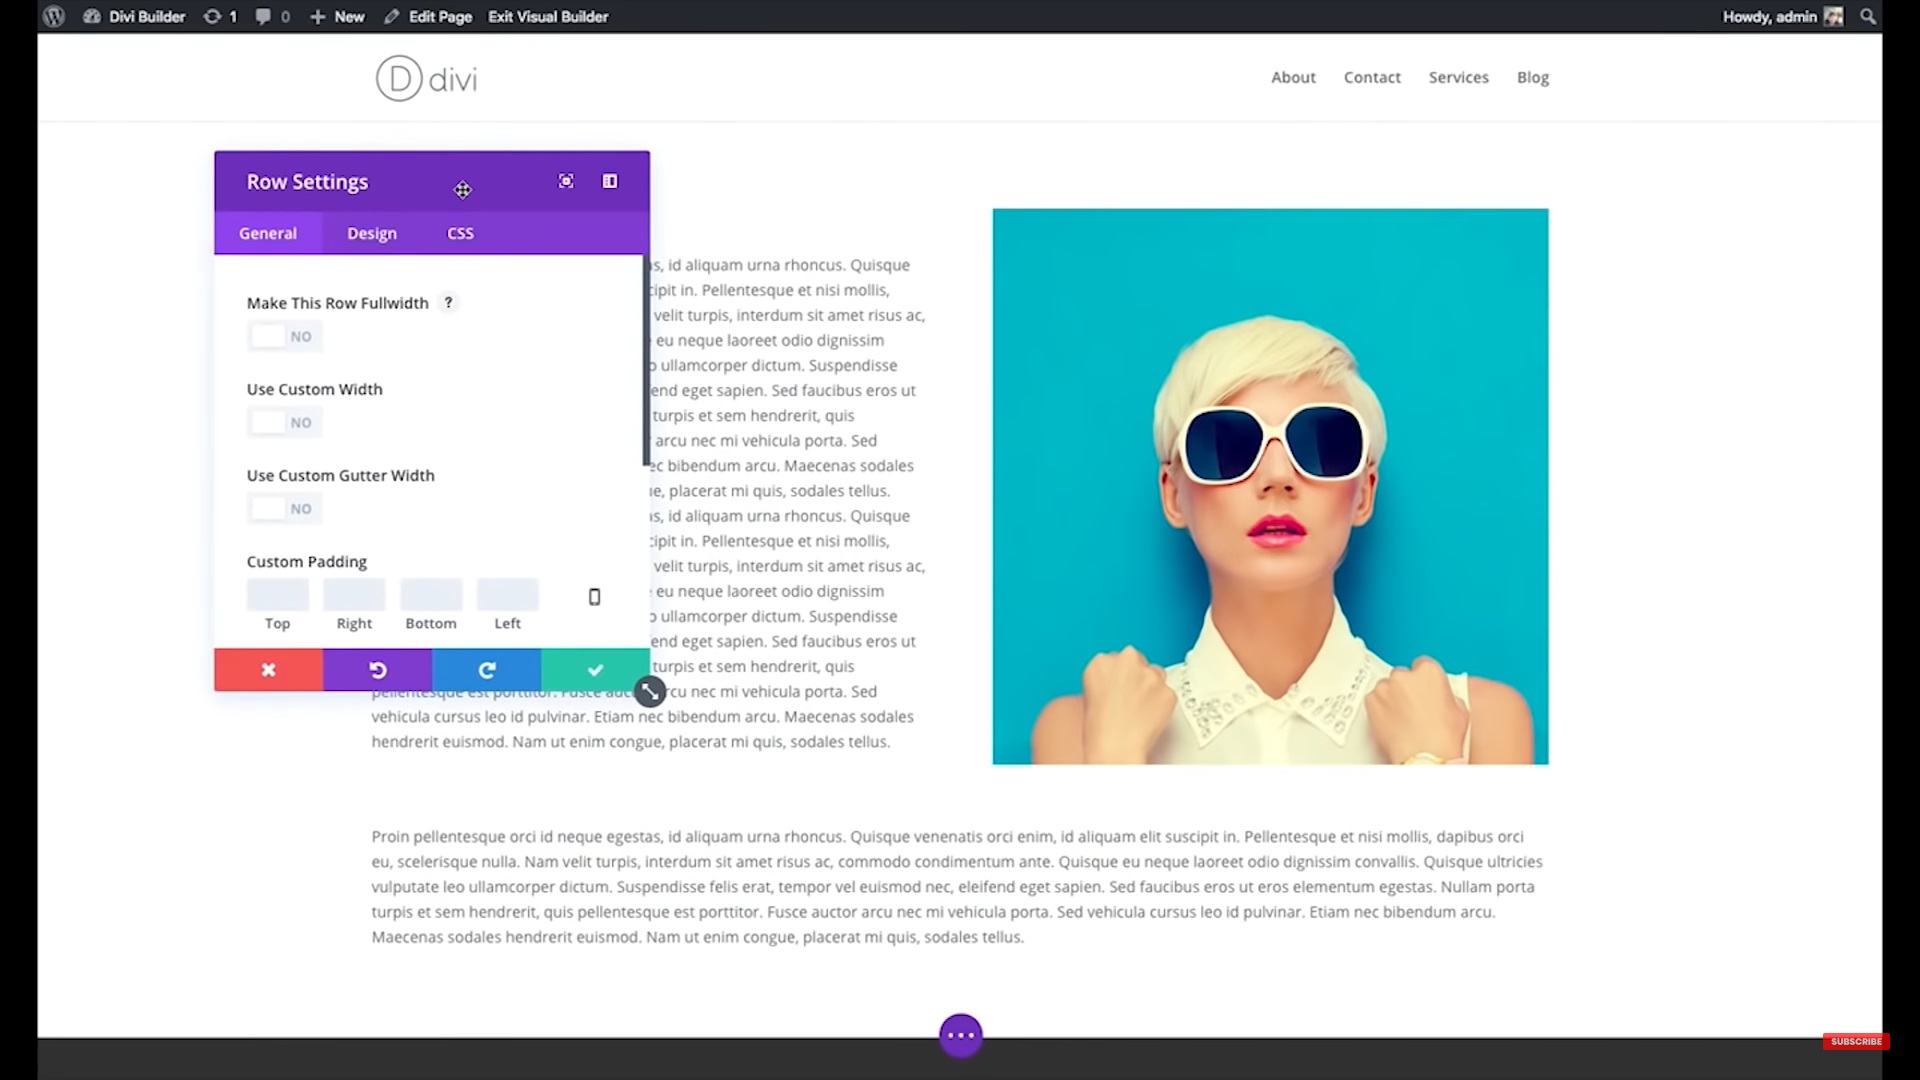 Divi Builder 1 0 New Edit Page Exit Visual Builder Howdy, admin
D divi
About Contact Services Blog
Row Settings
General Design CSS
Make This Row Fullwidth ?
NO
Use Custom Width
NO
Use Custom Gutter Width
NO
Custom Padding
Top Right Bottom Left
id aliquam urna rhoncus. Quisque
in. Pellentesque et nisi mollis,
velit turpis, interdum sit amet risus ac,
eu neque laoreet odio dignissim
ullamcorper dictum. Suspendisse
eget sapien. Sed faucibus eros ut
turpis et sem hendrerit, quis
arcu nec mi vehicula porta. Sed
bibendum arcu. Maecenas sodales
placerat mi quis, sodales tellus.
id aliquam urna rhoncus. Quisque
in. Pellentesque et nisi mollis,
velit turpis, interdum sit amet risus ac,
eu neque laoreet odio dignissim
ullamcorper dictum. Suspendisse
eget sapien. Sed faucibus eros ut
turpis et sem hendrerit, quis
pellentesque est porttitor. Fusce nec mi vehicula porta. Sed
vehicula cursus leo id pulvinar. Etiam nec bibendum arcu. Maecenas sodales
hendrerit euismod. Nam ut enim congue, placerat mi quis, sodales tellus.
Proin pellentesque orci id neque egestas, id aliquam urna rhoncus. Quisque venenatis orci enim, id aliquam elit suscipit in. Pellentesque et nisi mollis, dapibus orci
eu, scelerisque nulla. Nam velit turpis, interdum sit amet risus ac, commodo condimentum ante. Quisque eu neque laoreet odio dignissim convallis. Quisque ultricies
vulputate leo ullamcorper dictum. Suspendisse felis erat, tempor vel euismod nec, eleifend eget sapien. Sed faucibus eros ut eros elementum egestas. Nullam porta
turpis et sem hendrerit, quis pellentesque est porttitor. Fusce auctor arcu nec mi vehicula porta. Sed vehicula cursus leo id pulvinar. Etiam nec bibendum arcu.
Maecenas sodales hendrerit euismod. Nam ut enim congue, placerat mi quis, sodales tellus.
SUBSCRIBE